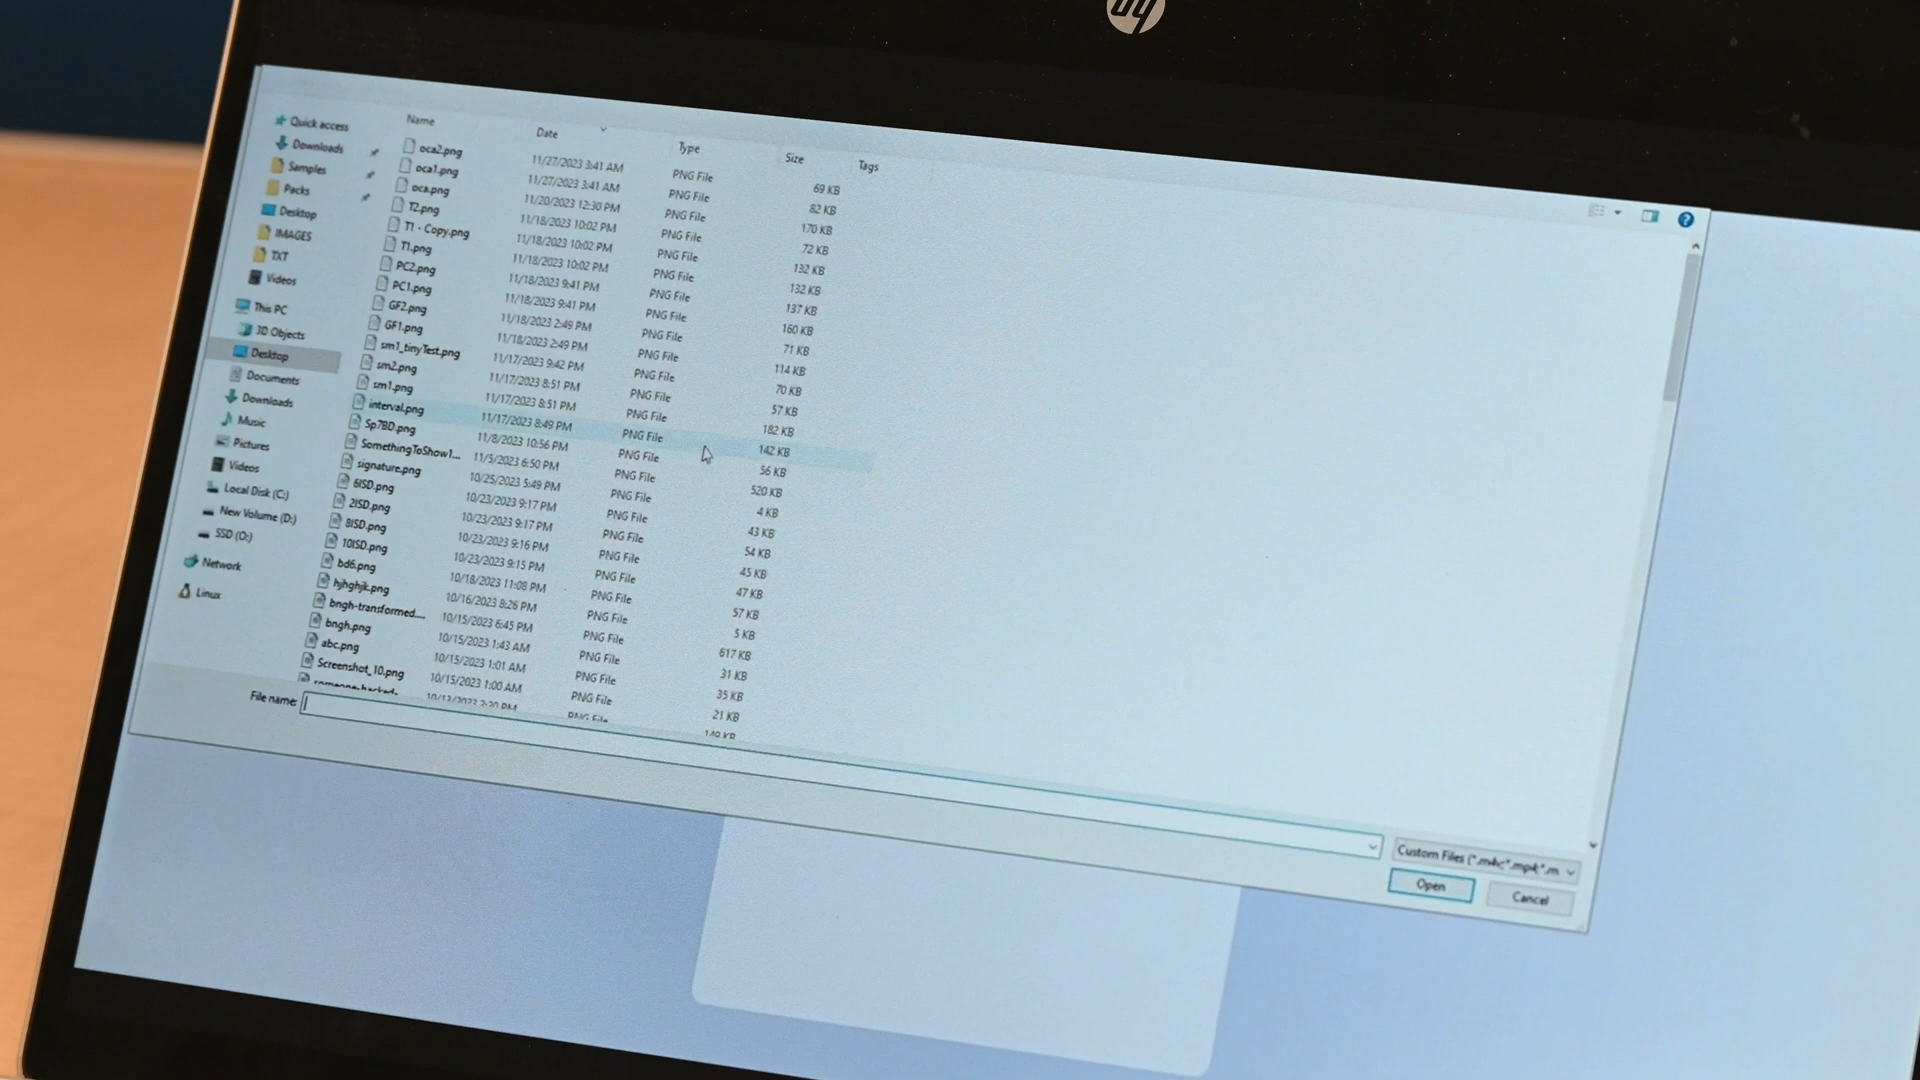 hp
Quick access
Downloads
Samples
Packs
Desktop
IMAGES
TXT
Videos
This PC
3D Objects
Desktop
Documents
Downloads
Music
Pictures
Videos
Local Disk (C:)
New Volume (D:)
SSD (O:)
Network
Linux
Name Date Type Size Tags
oca2.png 11/27/2023 3:41 AM PNG File 69 KB
oca1.png 11/27/2023 3:41 AM PNG File 82 KB
oca.png 11/20/2023 12:30 PM PNG File 170 KB
T2.png 11/18/2023 10:02 PM PNG File 72 KB
T1 - Copy.png 11/18/2023 10:02 PM PNG File 132 KB
T1.png 11/18/2023 10:02 PM PNG File 132 KB
PC2.png 11/18/2023 9:41 PM PNG File 137 KB
PC1.png 11/18/2023 9:41 PM PNG File 160 KB
GF2.png 11/18/2023 2:49 PM PNG File 71 KB
GF1.png 11/18/2023 2:49 PM PNG File 114 KB
sm1_tinyTest.png 11/17/2023 9:42 PM PNG File 70 KB
sm2.png 11/17/2023 8:51 PM PNG File 57 KB
sm1.png 11/17/2023 8:51 PM PNG File 182 KB
interval.png 11/17/2023 8:49 PM PNG File 142 KB
Sp7BD.png 11/8/2023 10:56 PM PNG File 56 KB
SomethingToShow1... 11/5/2023 6:50 PM PNG File 520 KB
signature.png 10/25/2023 5:49 PM PNG File 4 KB
6ISD.png 10/23/2023 9:17 PM PNG File 43 KB
2ISD.png 10/23/2023 9:17 PM PNG File 54 KB
8ISD.png 10/23/2023 9:16 PM PNG File 45 KB
10ISD.png 10/23/2023 9:15 PM PNG File 47 KB
bd6.png 10/18/2023 11:08 PM PNG File 57 KB
hjhghjk.png 10/16/2023 8:26 PM PNG File 5 KB
bngh-transformed.... 10/15/2023 6:45 PM PNG File 617 KB
bngh.png 10/15/2023 1:43 AM PNG File 31 KB
abc.png 10/15/2023 1:01 AM PNG File 35 KB
Screenshot_10.png 10/15/2023 1:00 AM PNG File 21 KB
PNG File
File name:
Custom Files (*.m4v;*.mp4;*.m
Open Cancel